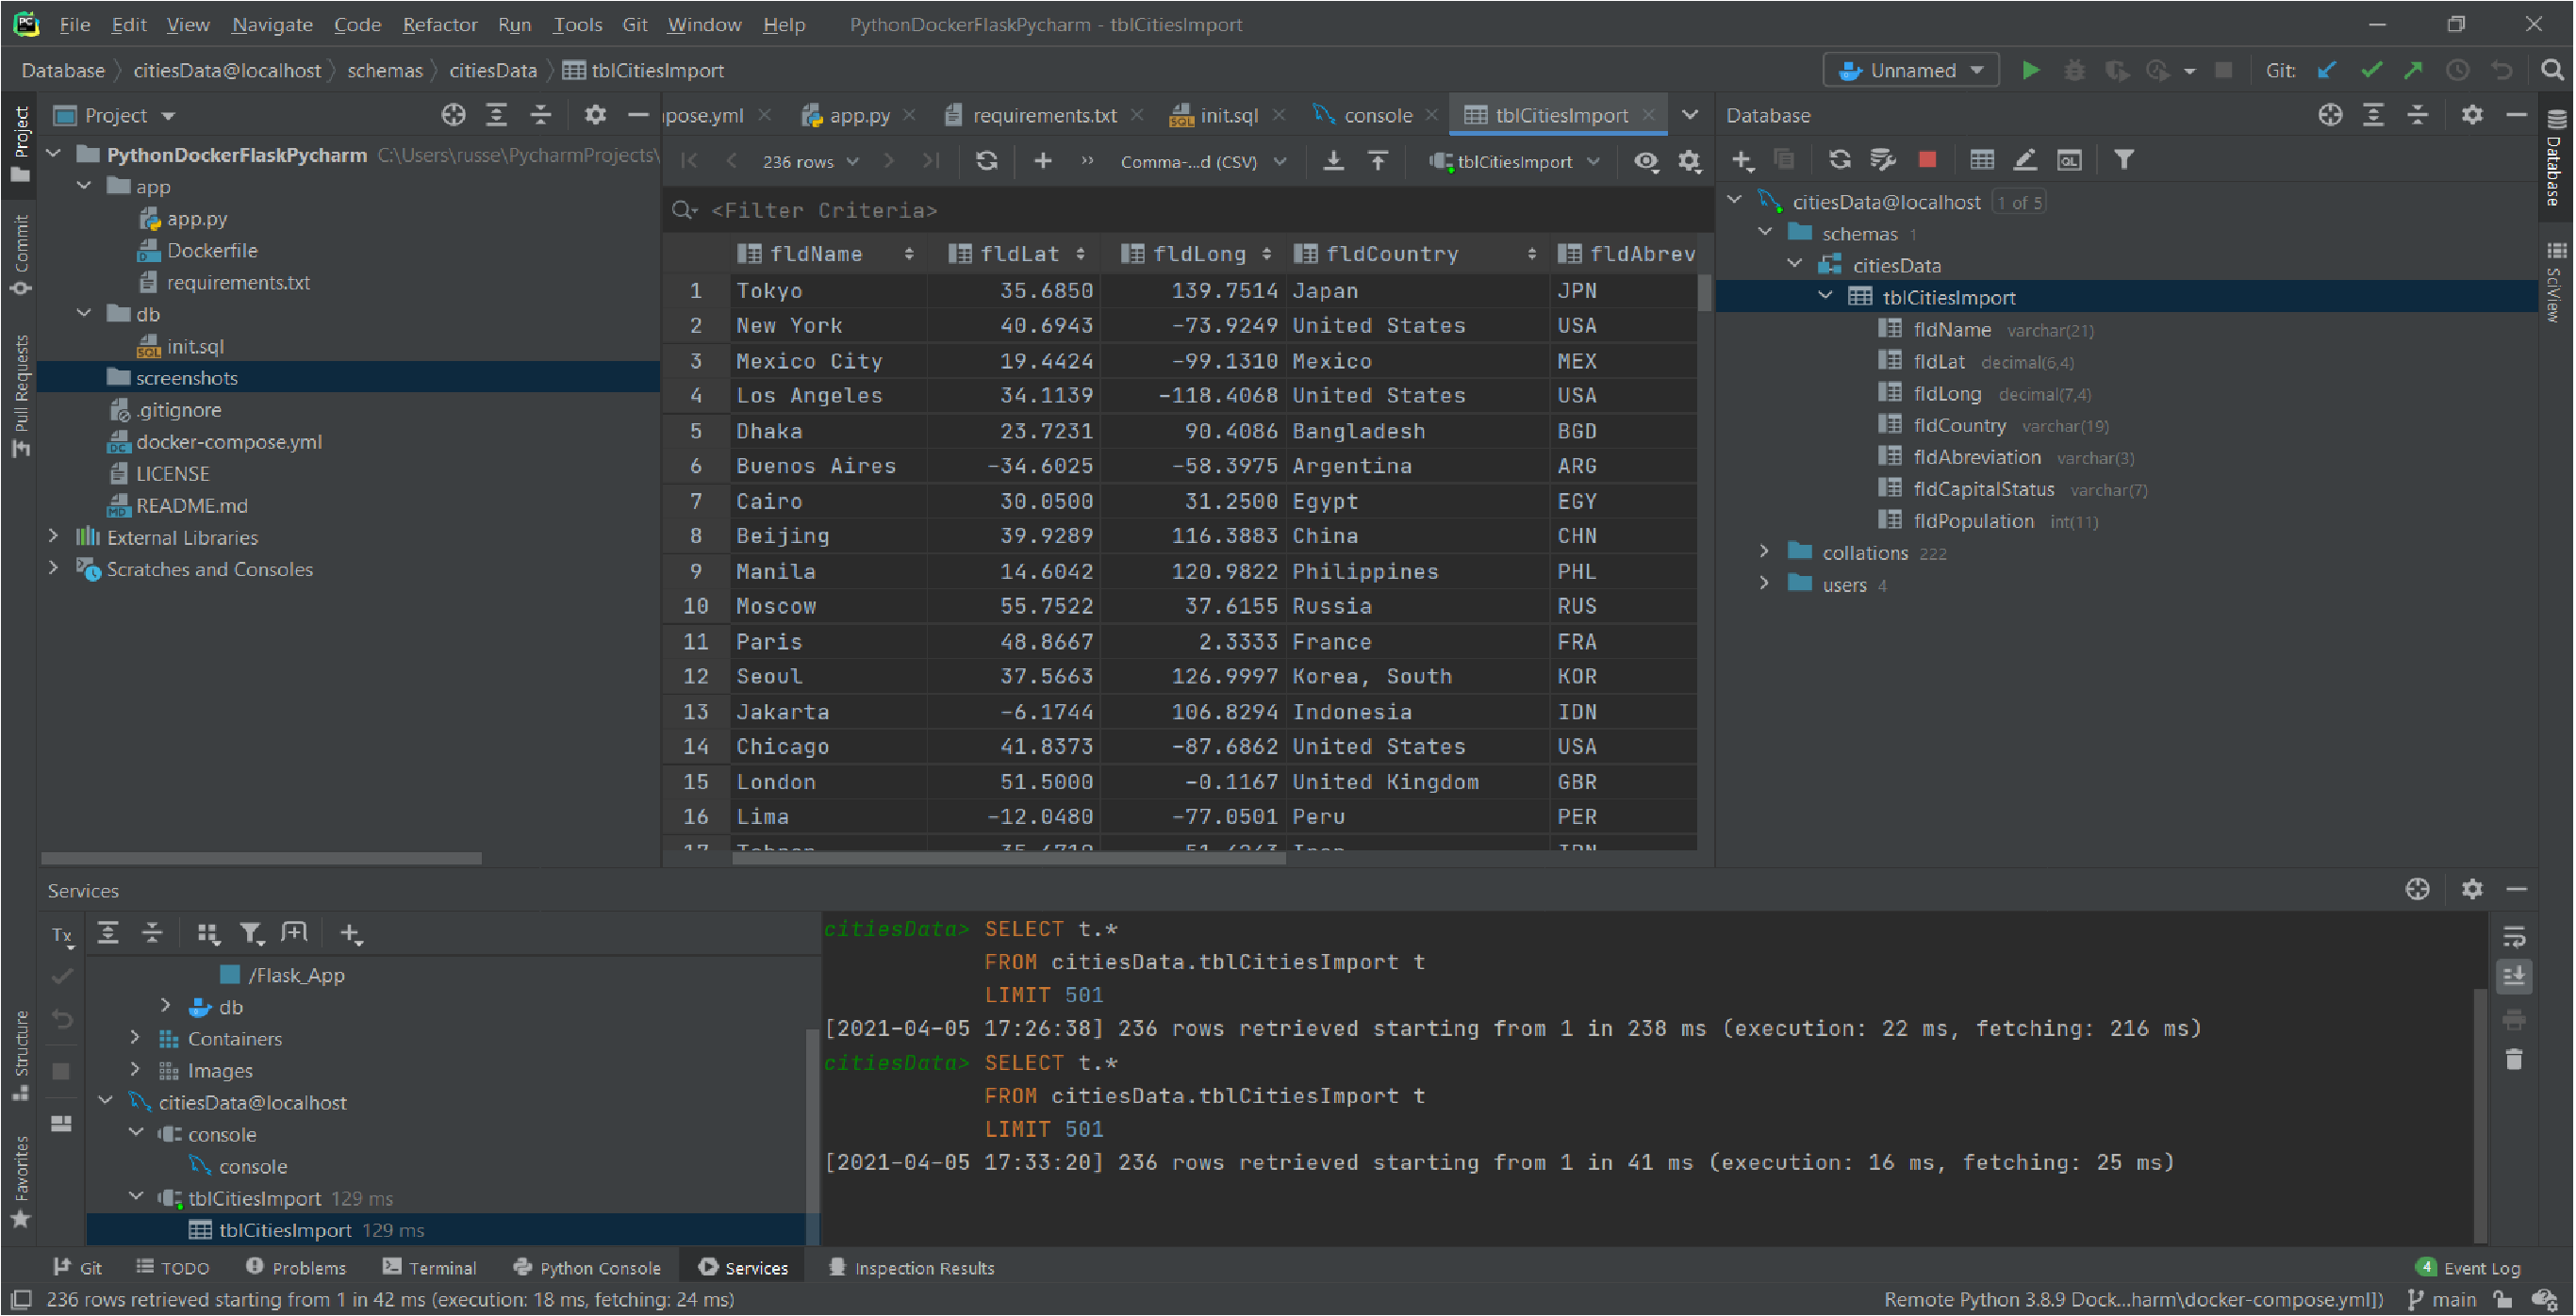 File Edit View Navigate Code Refactor Run Tools Git Window Help PythonDockerFlaskPycharm - tblCitiesImport
Database citiesData@localhost schemas citiesData tblCitiesImport Unnamed Git:
Project
Commit
Pull Requests
Structure
Favorites
Project
PythonDockerFlaskPycharm C:\Users\russe\PycharmProjects\
app
app.py
Dockerfile
requirements.txt
db
init.sql
screenshots
.gitignore
docker-compose.yml
LICENSE
README.md
External Libraries
Scratches and Consoles
pose.yml app.py requirements.txt init.sql console tblCitiesImport
236 rows Comma-...d (CSV) tblCitiesImport
<Filter Criteria>
fldName fldLat fldLong fldCountry fldAbrev
1 Tokyo 35.6850 139.7514 Japan JPN
2 New York 40.6943 -73.9249 United States USA
3 Mexico City 19.4424 -99.1310 Mexico MEX
4 Los Angeles 34.1139 -118.4068 United States USA
5 Dhaka 23.7231 90.4086 Bangladesh BGD
6 Buenos Aires -34.6025 -58.3975 Argentina ARG
7 Cairo 30.0500 31.2500 Egypt EGY
8 Beijing 39.9289 116.3883 China CHN
9 Manila 14.6042 120.9822 Philippines PHL
10 Moscow 55.7522 37.6155 Russia RUS
11 Paris 48.8667 2.3333 France FRA
12 Seoul 37.5663 126.9997 Korea, South KOR
13 Jakarta -6.1744 106.8294 Indonesia IDN
14 Chicago 41.8373 -87.6862 United States USA
15 London 51.5000 -0.1167 United Kingdom GBR
16 Lima -12.0480 -77.0501 Peru PER
Database
citiesData@localhost 1 of 5
schemas 1
citiesData
tblCitiesImport
fldName varchar(21)
fldLat decimal(6,4)
fldLong decimal(7,4)
fldCountry varchar(19)
fldAbreviation varchar(3)
fldCapitalStatus varchar(7)
fldPopulation int(11)
collations 222
users 4
Database
SciView
Services
Tx
/Flask_App
db
Containers
Images
citiesData@localhost
console
console
tblCitiesImport 129 ms
tblCitiesImport 129 ms
citiesData> SELECT t.*
FROM citiesData.tblCitiesImport t
LIMIT 501
[2021-04-05 17:26:38] 236 rows retrieved starting from 1 in 238 ms (execution: 22 ms, fetching: 216 ms)
citiesData> SELECT t.*
FROM citiesData.tblCitiesImport t
LIMIT 501
[2021-04-05 17:33:20] 236 rows retrieved starting from 1 in 41 ms (execution: 16 ms, fetching: 25 ms)
Git TODO Problems Terminal Python Console Services Inspection Results 4 Event Log
236 rows retrieved starting from 1 in 42 ms (execution: 18 ms, fetching: 24 ms) Remote Python 3.8.9 Dock...harm\docker-compose.yml]) main